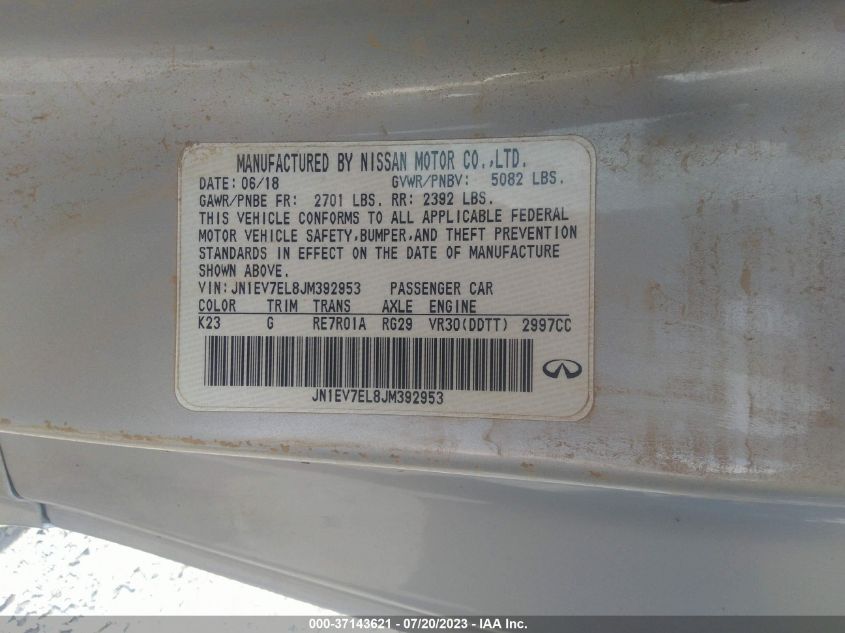 MANUFACTURED BY NISSAN MOTOR CO.,LTD.
DATE: 06/18 GVWR/PNBV: 5082 LBS.
GAWR/PNBE FR: 2701 LBS. RR: 2392 LBS.
THIS VEHICLE CONFORMS TO ALL APPLICABLE FEDERAL
MOTOR VEHICLE SAFETY,BUMPER,AND THEFT PREVENTION
STANDARDS IN EFFECT ON THE DATE OF MANUFACTURE
SHOWN ABOVE.
VIN:JN1EV7EL8JM392953 PASSENGER CAR
COLOR TRIM TRANS AXLE ENGINE
K23 G RE7R01A RG29 VR30(DDTT) 2997CC
JN1EV7EL8JM392953
000-37143621 - 07/20/2023 - IAA Inc.